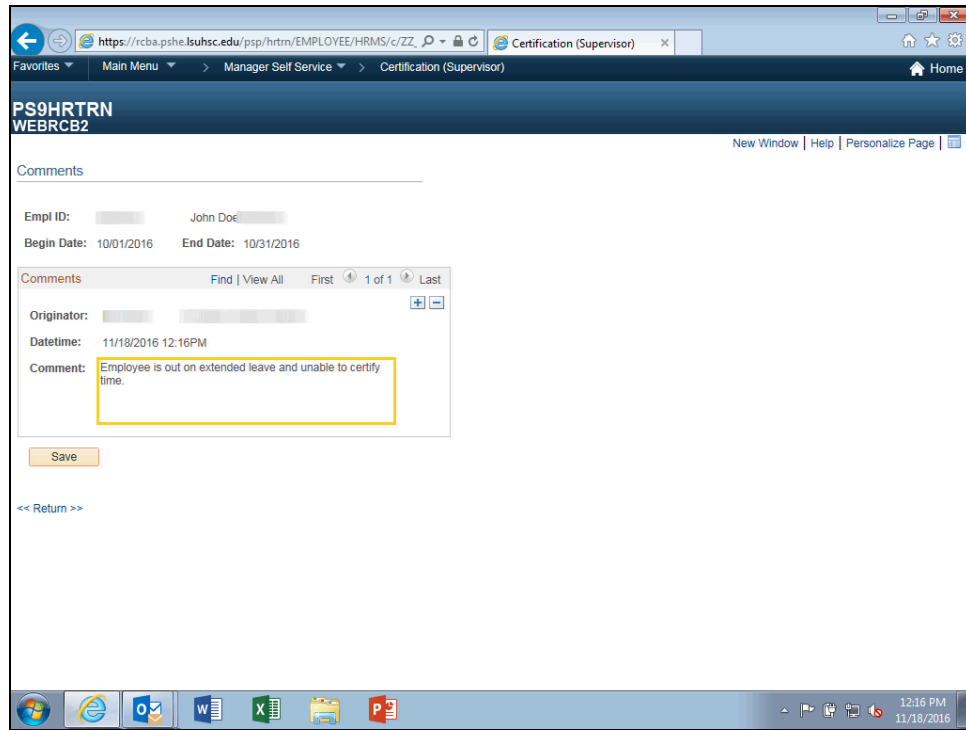 https://rcba.pshe.lsuhsc.edu/psp/hrtrn/EMPLOYEE/HRMS/c/ZZ_
Certification (Supervisor)
Favorites Main Menu > Manager Self Service > Certification (Supervisor) Home
PS9HRTRN
WEBRCB2
New Window | Help | Personalize Page |
Comments
Empl ID: John Doe
Begin Date: 10/01/2016 End Date: 10/31/2016
Comments Find | View All First 1 of 1 Last
Originator:
Datetime: 11/18/2016 12:16PM
Comment: Employee is out on extended leave and unable to certify
time.
Save
<< Return >>
12:16 PM
11/18/2016